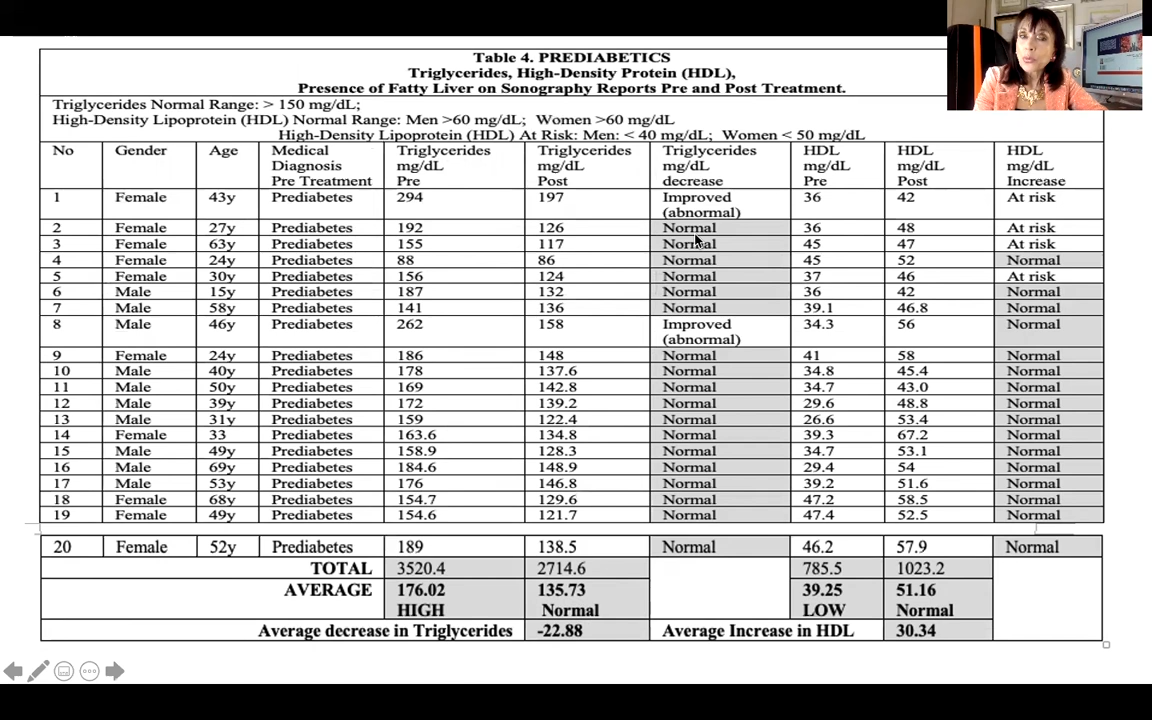 Table 4. PREDIABETICS
Triglycerides, High-Density Protein (HDL),
Presence of Fatty Liver on Sonography Reports Pre and Post Treatment.
Triglycerides Normal Range: > 150 mg/dL;
High-Density Lipoprotein (HDL) Normal Range: Men >60 mg/dL; Women >60 mg/dL
High-Density Lipoprotein (HDL) At Risk: Men: < 40 mg/dL; Women < 50 mg/dL
No Gender Age Medical Diagnosis Pre Treatment Triglycerides mg/dL Pre Triglycerides mg/dL Post Triglycerides mg/dL decrease HDL mg/dL Pre HDL mg/dL Post HDL mg/dL Increase
1 Female 43y Prediabetes 294 197 Improved (abnormal) 36 42 At risk
2 Female 27y Prediabetes 192 126 Normal 36 48 At risk
3 Female 63y Prediabetes 155 117 Normal 45 47 At risk
4 Female 24y Prediabetes 88 86 Normal 45 52 Normal
5 Female 30y Prediabetes 156 124 Normal 37 46 At risk
6 Male 15y Prediabetes 187 132 Normal 36 42 Normal
7 Male 58y Prediabetes 141 136 Normal 39.1 46.8 Normal
8 Male 46y Prediabetes 262 158 Improved (abnormal) 34.3 56 Normal
9 Female 24y Prediabetes 186 148 Normal 41 58 Normal
10 Male 40y Prediabetes 178 137.6 Normal 34.8 45.4 Normal
11 Male 50y Prediabetes 169 142.8 Normal 34.7 43.0 Normal
12 Male 39y Prediabetes 172 139.2 Normal 29.6 48.8 Normal
13 Male 31y Prediabetes 159 122.4 Normal 26.6 53.4 Normal
14 Female 33 Prediabetes 163.6 134.8 Normal 39.3 67.2 Normal
15 Male 49y Prediabetes 158.9 128.3 Normal 34.7 53.1 Normal
16 Male 69y Prediabetes 184.6 148.9 Normal 29.4 54 Normal
17 Male 53y Prediabetes 176 146.8 Normal 39.2 51.6 Normal
18 Female 68y Prediabetes 154.7 129.6 Normal 47.2 58.5 Normal
19 Female 49y Prediabetes 154.6 121.7 Normal 47.4 52.5 Normal
20 Female 52y Prediabetes 189 138.5 Normal 46.2 57.9 Normal
TOTAL 3520.4 2714.6 785.5 1023.2
AVERAGE 176.02 HIGH 135.73 Normal 39.25 LOW 51.16 Normal
Average decrease in Triglycerides -22.88 Average Increase in HDL 30.34